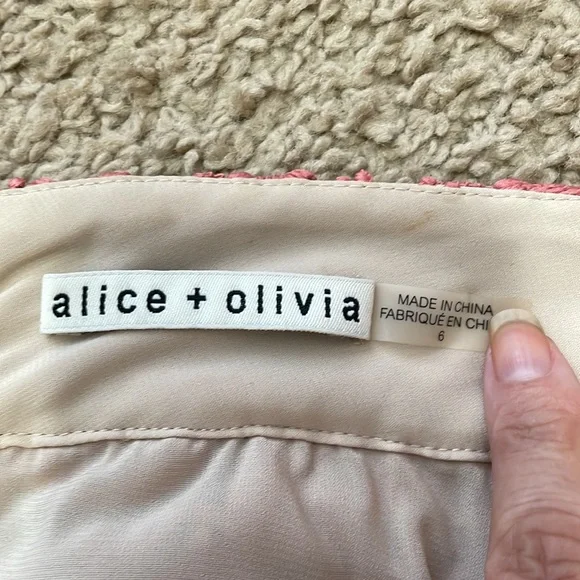 alice + olivia
MADE IN CHINA
FABRIQUÉ EN CHI
6